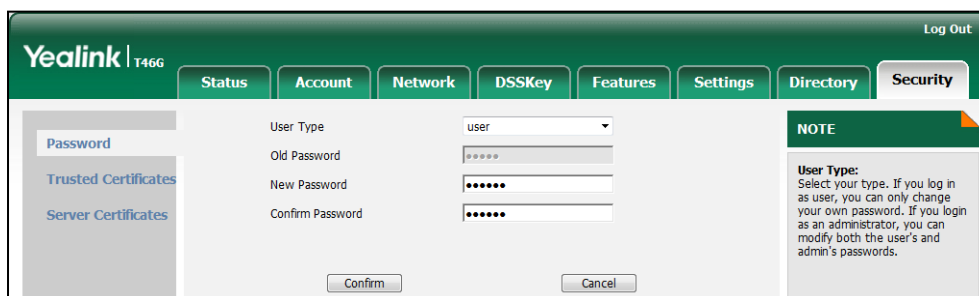 Log Out
Yealink | T46G
Status Account Network DSSKey Features Settings Directory Security
Password
Trusted Certificates
Server Certificates
User Type user
Old Password •••••
New Password ••••••
Confirm Password ••••••
Confirm Cancel
NOTE
User Type:
Select your type. If you log in
as user, you can only change
your own password. If you login
as an administrator, you can
modify both the user's and
admin's passwords.